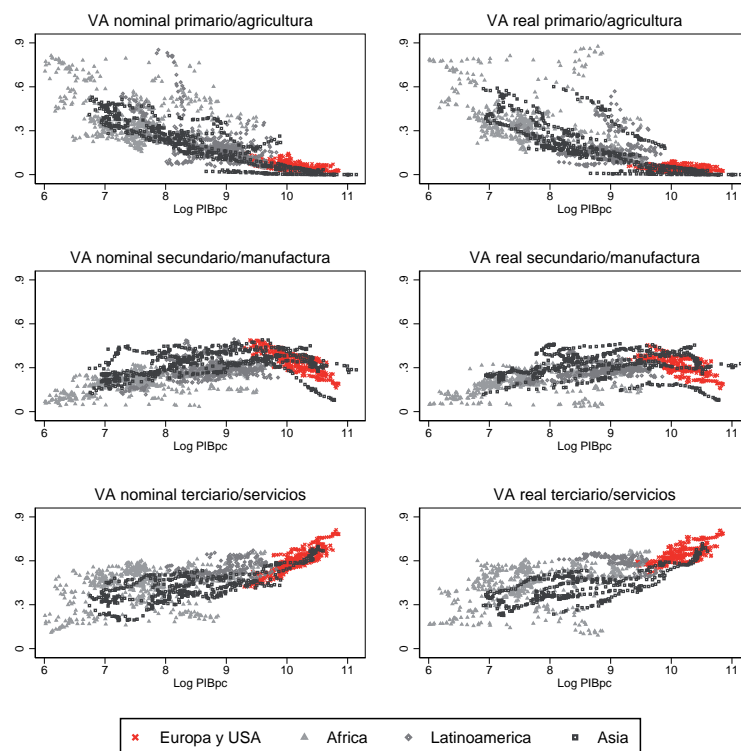 VA nominal primario/agricultura
VA real primario/agricultura
.9
.6
.3
0
6 7 8 9 10 11
Log PIBpc
.9
.6
.3
0
6 7 8 9 10 11
Log PIBpc
VA nominal secundario/manufactura
VA real secundario/manufactura
.9
.6
.3
0
6 7 8 9 10 11
Log PIBpc
.9
.6
.3
0
6 7 8 9 10 11
Log PIBpc
VA nominal terciario/servicios
VA real terciario/servicios
.9
.6
.3
0
6 7 8 9 10 11
Log PIBpc
.9
.6
.3
0
6 7 8 9 10 11
Log PIBpc
Europa y USA Africa Latinoamerica Asia